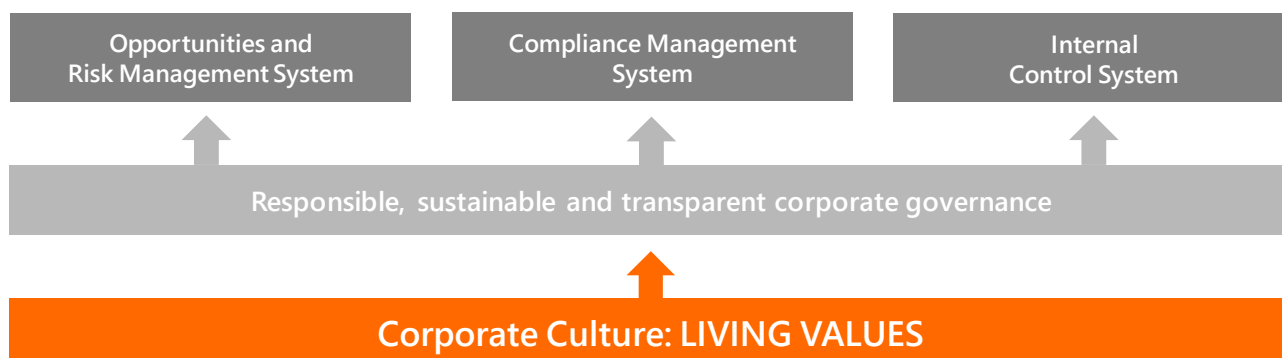 Opportunities and
Risk Management System
Compliance Management
System
Internal
Control System
Responsible, sustainable and transparent corporate governance
Corporate Culture: LIVING VALUES